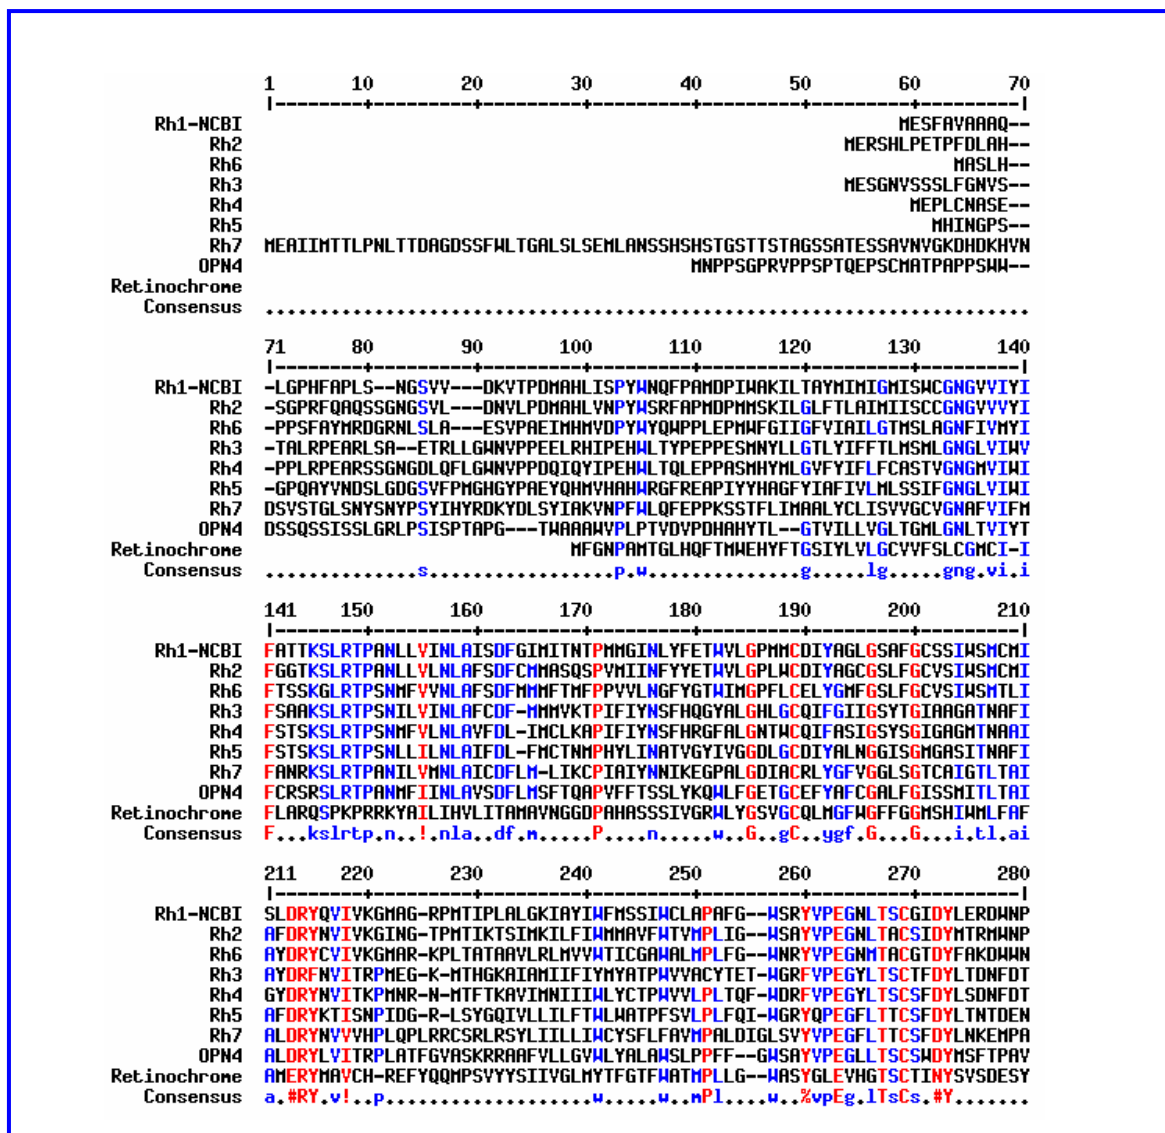 1 10 20 30 40 50 60 70
|--------+---------+---------+---------+---------+---------+---------|
Rh1-NCBI MESFAVAAAQ--
Rh2 MERSHLPETPFDLAH--
Rh6 MASLH--
Rh3 MESGNVSSSLFGNVS--
Rh4 MEPLCNASE--
Rh5 MHINGPS--
Rh7 MEAIIMTTLPNLTTDAGDSSFWLTGALSLSEMLANSSHSHSTGSTTSTAGSSATESSAVNVGKDHDKHVN
OPN4 MNPPSGPRVPPSPTQEPSCMATPAPPSWW--
Retinochrome
Consensus ......................................................................
71 80 90 100 110 120 130 140
|--------+---------+---------+---------+---------+---------+---------|
Rh1-NCBI -LGPHFAPLS--NGSVV---DKVTPDMAHLISPYWNQFPAMDPIWAKILTAYMIMIGMISWCGNGVVIYI
Rh2 -SGPRFQAQSSGNGSVL---DNVLPDMAHLVNPYWSRFAPMDPMMSKILGLFTLAIMIISCCGNGVVVYI
Rh6 -PPSFAYMRDGRNLSLA--ESVPAEIMHMVDPYWYQWPPLEPMWFGIIGFVIAILGTMSLAGNFIVMYI
Rh3 -TALRPEARLSA--ETRLLGWNVPPEELRHIPEHWLTYPEPPESMNYLLGTLYIFFTLMSMLGNGLVIWV
Rh4 -PPLRPEARSSGNGDLQFLGWNVPPDQIQYIPEHWLTQLEPPASMHYMLGVFYIFLFCASTVGNGMVIWI
Rh5 -GPQAYVNDSLGDGSVFPMGHGYPAEYQHMVHAHWRGFREAPIYYHAGFYIAFIVLMLSSIFGNGLVIWI
Rh7 DSVSTGLSNYSNYPSYIHYRDKYDLSYIAKVNPFWLQFEPPKSSTFLIMAALYCLISVVGCVGNAFVIFM
OPN4 DSSQSSISSLGRLPSISPTAPG---TWAAAWVPLPTVDVPDHAHYTL--GTVILLVGLTGMLGNLTVIYT
Retinochrome MFGNPAMTGLHQFTMWEHYFTGSIYLVLGCVVFSLCGMCI-I
Consensus ..............s.................p.w..............g.....lg......gng.vi.i
141 150 160 170 180 190 200 210
|--------+---------+---------+---------+---------+---------+---------|
Rh1-NCBI FATTKSLRTPANLLVINLAISDFGIMITNTPMMGINLYFETWVLGPMMCDIYAGLGSAFGCSSIWSMCMI
Rh2 FGGTKSLRTPANLLVLNLAFSDFCMMASQSPVMIINFYYETWVLGPLWCDIYAGCGSLFGCVSIWSMCMI
Rh6 FTSSKGLRTPSNMFVVNLAFSDFMMMFTMFPPVVLNGFYGTWIMGPFLCELYGMFGSLFGCVSIWSMTLI
Rh3 FSAAKSLRTPSNILVINLAFCDFF-MMVKTPIFIYNSFHQGYALGHLGCQIFGIIGSYTGIAAGATNAFI
Rh4 FSTSKSLRTPSNMFVLNLAVFDL-IMCLKAPIFIYNSFHRGFALGNTWCQIFASIGSYSGIGAGMTNAAI
Rh5 FSTSKSLRTPSNLLILNLAIFDL-FMCTNMPHYLINATVGYIVGGDLGCDIYALNGGISGMGASITNAFI
Rh7 FANRKSLRTPANILVMNLAICDFLM-LIKCPIAIYNNIKEGPALGDIACRLYGFVGGLSGTCAIGTLTAI
OPN4 FCRSRSLRTPANMFIINLAVSDFLMSFTQAPVFFTSSLYKQWLFGETGCEFYAFCGALFGISSMITLTAI
Retinochrome FLARQSPKPRRKYAILIHVLITAMAVNGGDPAHASSSIVGRWLYGSVGCQLMGFWGFFGGMSHIWMLFAF
Consensus F...kslrtp.n..!.nla..df.m.....P....n.....w..G..gC..ygf.G...G...i.tl.ai
211 220 230 240 250 260 270 280
|--------+---------+---------+---------+---------+---------+---------|
Rh1-NCBI SLDRYQVIVKGMAG-RPMTIPLALGKIAYIWFMSSIWCLAPAFG--WSRYVPEGNLTSCGIDYLERDWNP
Rh2 AFDRYNVIVKGING-TPMTIKTSIMKILFIWMMAVFWTVMPLIG--WSAYVPEGNLTACSIDYMTRMWNP
Rh6 AYDRYCVIVKGMAR-KPLTATAAVLRLMVVWTICGAWALMPLFG--WNRYVPEGNMTACGTDYFAKDWWN
Rh3 AYDRFNVITRPMEG-K-MTHGKAIAMIIFIYMYATPWVVACYTET-WGRFVPEGYLTSCTFDYLTDNFDT
Rh4 GYDRYNVITKPMNR-N-MTFTKAVIMNIIIWLYCTPWVVLPLTQF-WDRFVPEGYLTSCSFDYLSDNFDT
Rh5 AFDRYKTISNPIDG-R-LSYGQIVLLILFTWLWATPFSVLPLFQI-WGRYQPEGFLTTCSFDYLTNTDEN
Rh7 ALDRYNVVVHPLQPLRRCSRLRSYLIILLIWCYSFLFAVMPALDIGLSVYVPEGFLTTCSFDYLNKEMPA
OPN4 ALDRYLVITRPLATFGVASKRRAAFVLLGVWLYALAWSLPPFF--GWSAYVPEGLLTSCSWDYMSFTPAV
Retinochrome AMERYMAVCH-REFYQQMPSVYYSIIVGLMYTFGTFWATMPLLG--WASYGLEVHGTSCTINYSVSDESY
Consensus a.#RY.v!..p....................w.....w..mPl....w..%vpEg.lTsCs.#Y.......